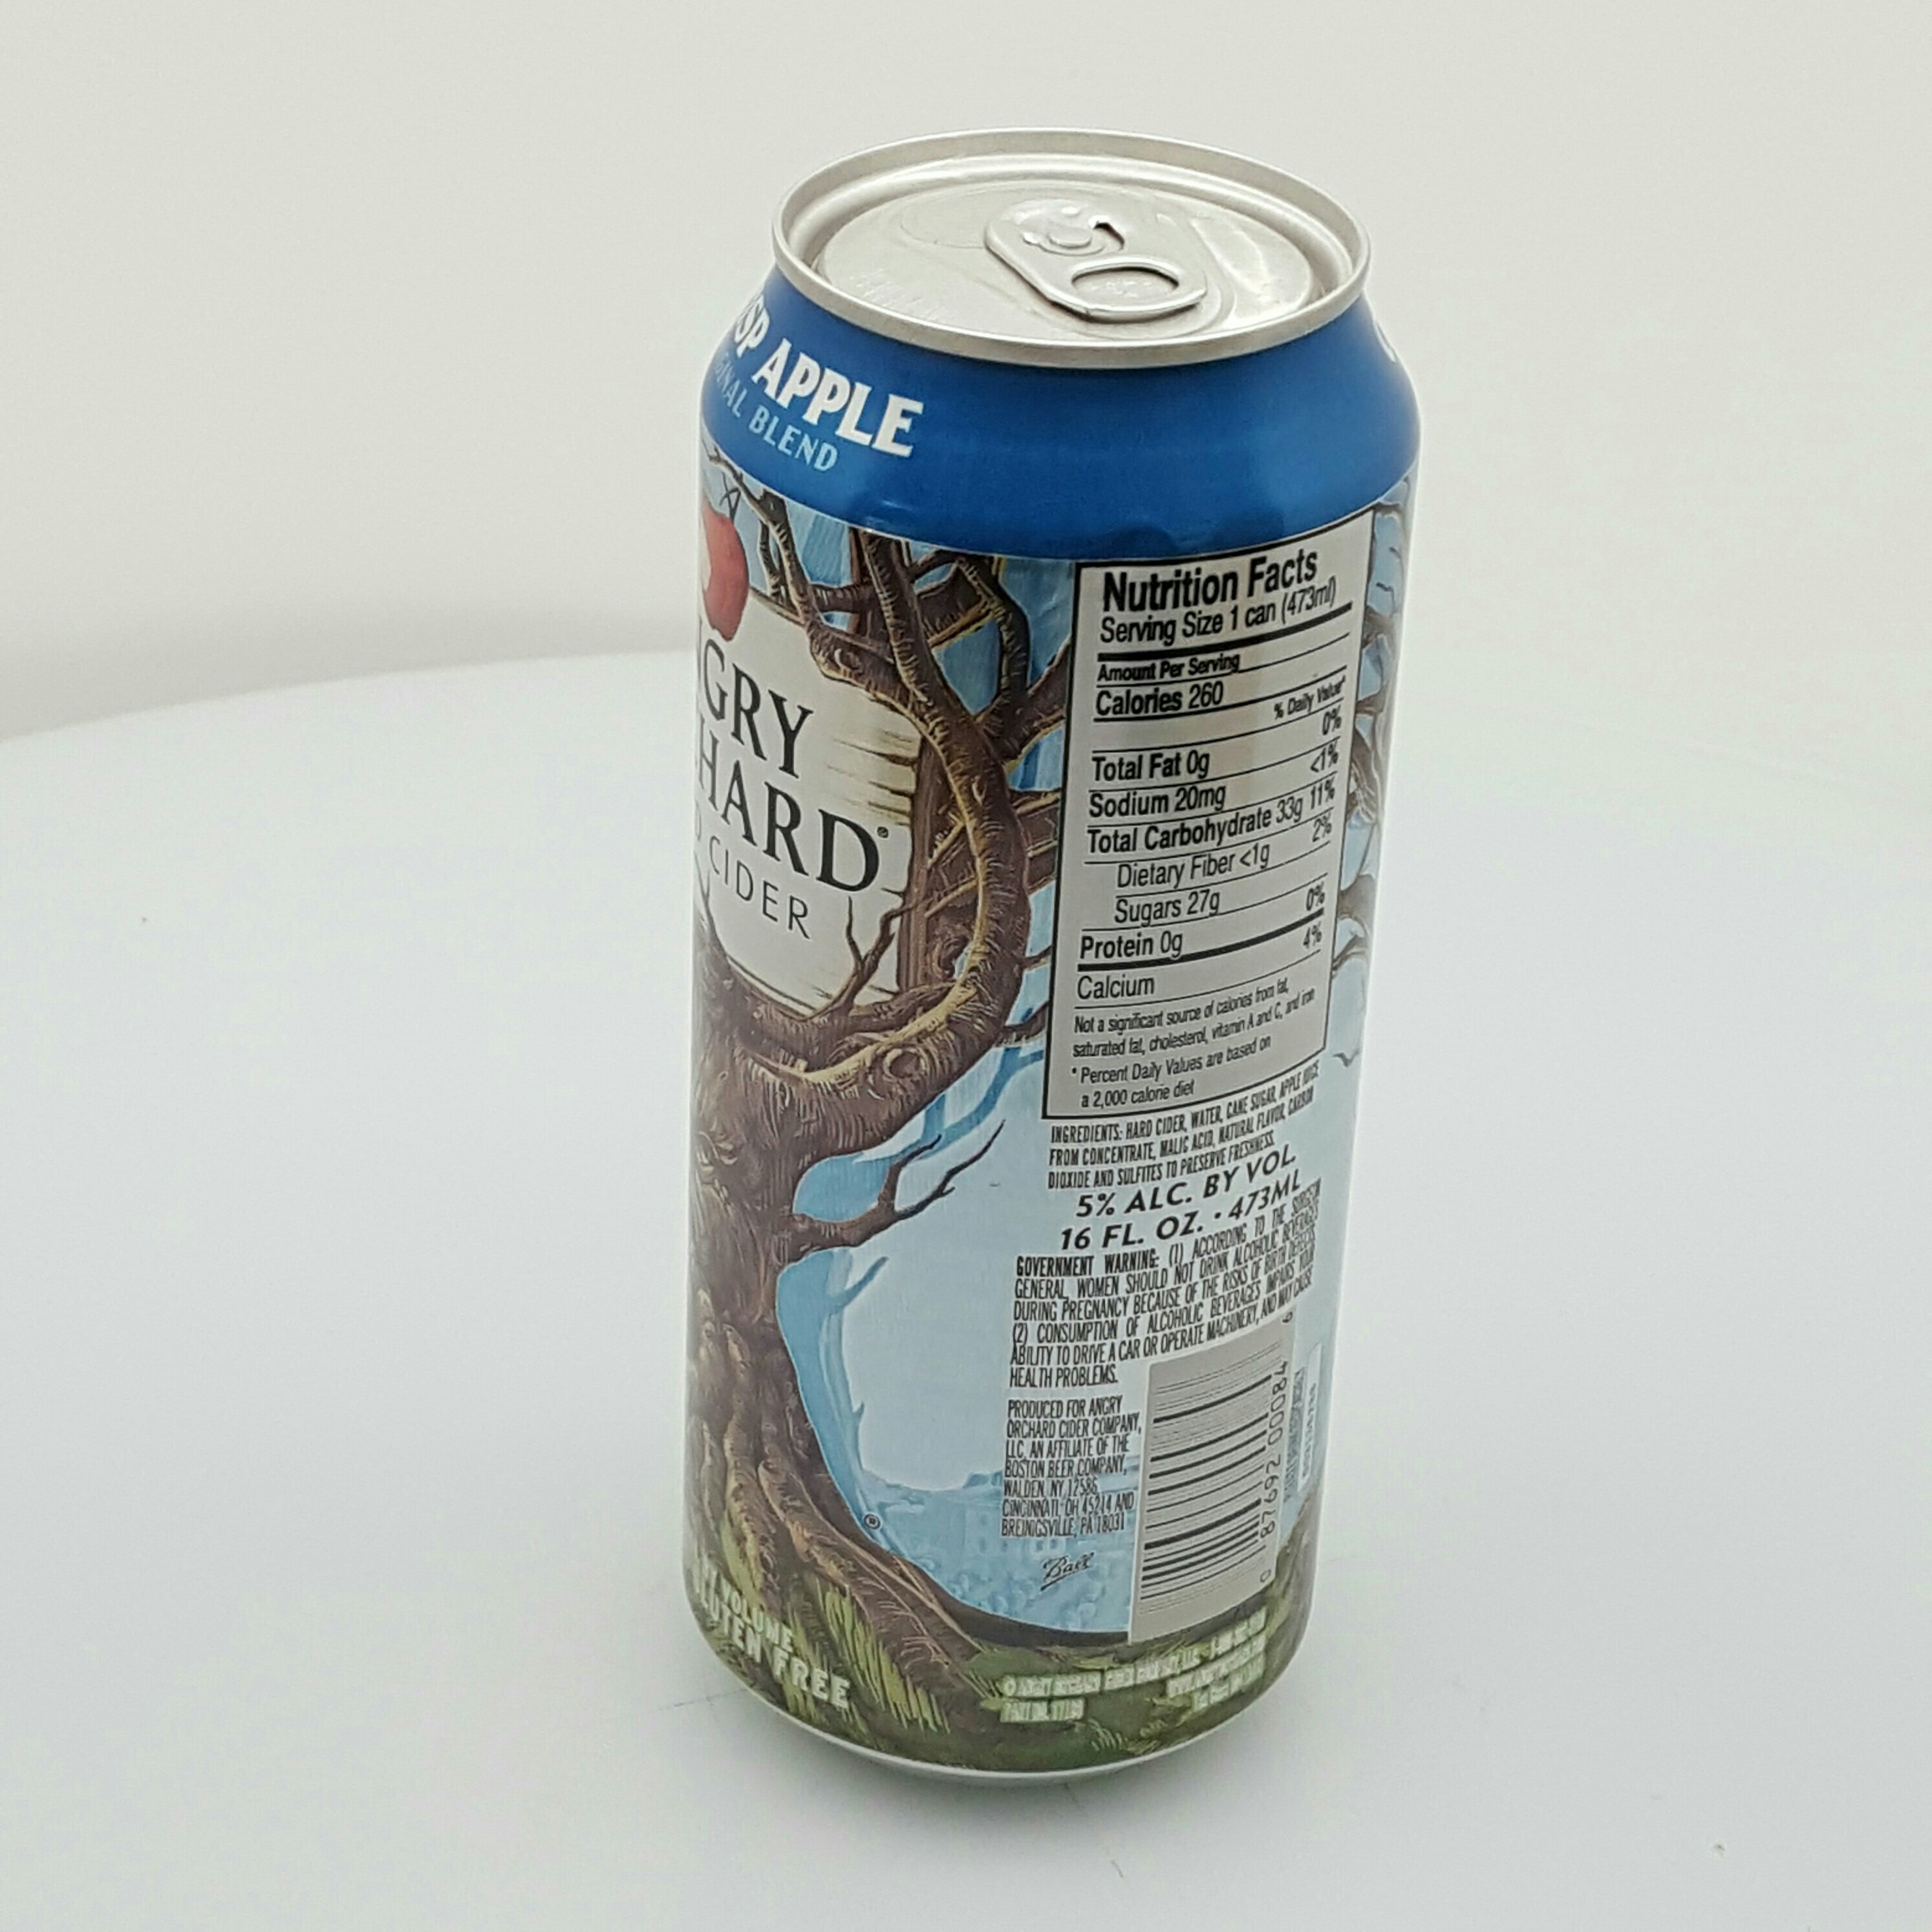 APPLE
BLEND
GRY
HARD®
CIDER
Nutrition Facts
Serving Size 1 can (473ml)
Amount Per Serving
Calories 260
% Daily Value*
Total Fat 0g 0%
Sodium 20mg <1%
Total Carbohydrate 33g 11%
Dietary Fiber <1g 2%
Sugars 27g
Protein 0g 0%
Calcium 4%
Not a significant source of calories from fat,
saturated fat, cholesterol, vitamin A and C, and iron
* Percent Daily Values are based on
a 2,000 calorie diet
INGREDIENTS: HARD CIDER, WATER, CANE SUGAR, APPLE JUICE
FROM CONCENTRATE, MALIC ACID, NATURAL FLAVOR, CARBON
DIOXIDE AND SULFITES TO PRESERVE FRESHNESS.
5% ALC. BY VOL.
16 FL. OZ. • 473ML
GOVERNMENT WARNING: (1) ACCORDING TO THE SURGEON
GENERAL, WOMEN SHOULD NOT DRINK ALCOHOLIC BEVERAGES
DURING PREGNANCY BECAUSE OF THE RISKS OF BIRTH DEFECTS.
(2) CONSUMPTION OF ALCOHOLIC BEVERAGES IMPAIRS YOUR
ABILITY TO DRIVE A CAR OR OPERATE MACHINERY, AND MAY CAUSE
HEALTH PROBLEMS.
PRODUCED FOR ANGRY
ORCHARD CIDER COMPANY,
LLC, AN AFFILIATE OF THE
BOSTON BEER COMPANY,
WALDEN, NY 12586,
CINCINNATI, OH 45214 AND
BREINIGSVILLE, PA 18031
Ball
0 87692 00084 6
®
VOLUME
GLUTEN FREE